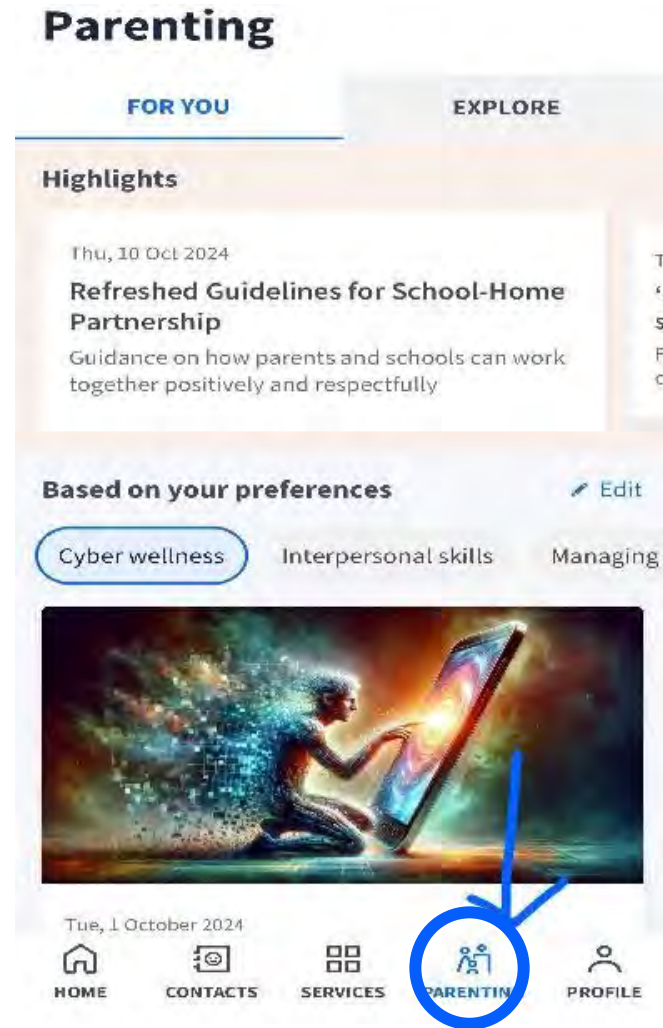 Parenting
FOR YOU
EXPLORE
Highlights
Thu, 10 Oct 2024
Refreshed Guidelines for School-Home
Partnership
Guidance on how parents and schools can work
together positively and respectfully
Based on your preferences
Edit
Cyber wellness
Interpersonal skills
Managing
Tue, 1 October 2024
HOME
CONTACTS
SERVICES
PARENTIN
PROFILE